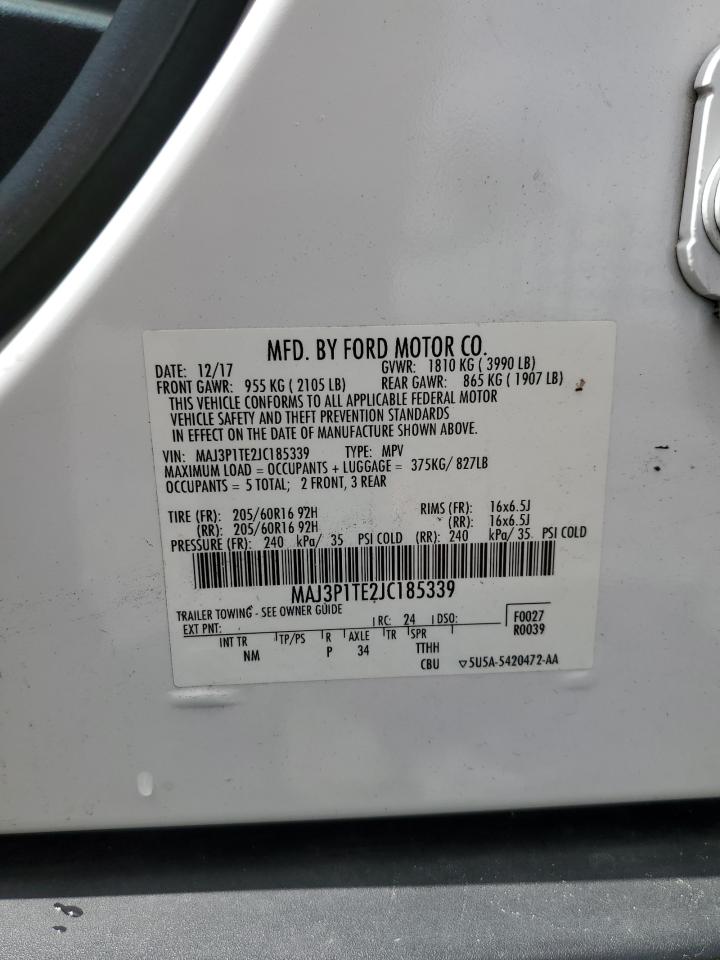 MFD. BY FORD MOTOR CO.
DATE: 12/17 GVWR: 1810 KG ( 3990 LB)
FRONT GAWR: 955 KG ( 2105 LB) REAR GAWR: 865 KG ( 1907 LB)
THIS VEHICLE CONFORMS TO ALL APPLICABLE FEDERAL MOTOR
VEHICLE SAFETY AND THEFT PREVENTION STANDARDS
IN EFFECT ON THE DATE OF MANUFACTURE SHOWN ABOVE.
VIN: MAJ3P1TE2JC185339 TYPE: MPV
MAXIMUM LOAD = OCCUPANTS + LUGGAGE = 375KG/ 827LB
OCCUPANTS = 5 TOTAL; 2 FRONT, 3 REAR
TIRE (FR): 205/60R16 92H RIMS (FR): 16x6.5J
(RR): 205/60R16 92H (RR): 16x6.5J
PRESSURE (FR): 240 kPa/ 35 PSI COLD (RR): 240 kPa/ 35 PSI COLD
MAJ3P1TE2JC185339
TRAILER TOWING - SEE OWNER GUIDE
EXT PNT: RC: 24 DSO: F0027
R0039
INT TR TP/PS R AXLE TR SPR
NM P 34 TTHH
CBU ▽5U5A-5420472-AA